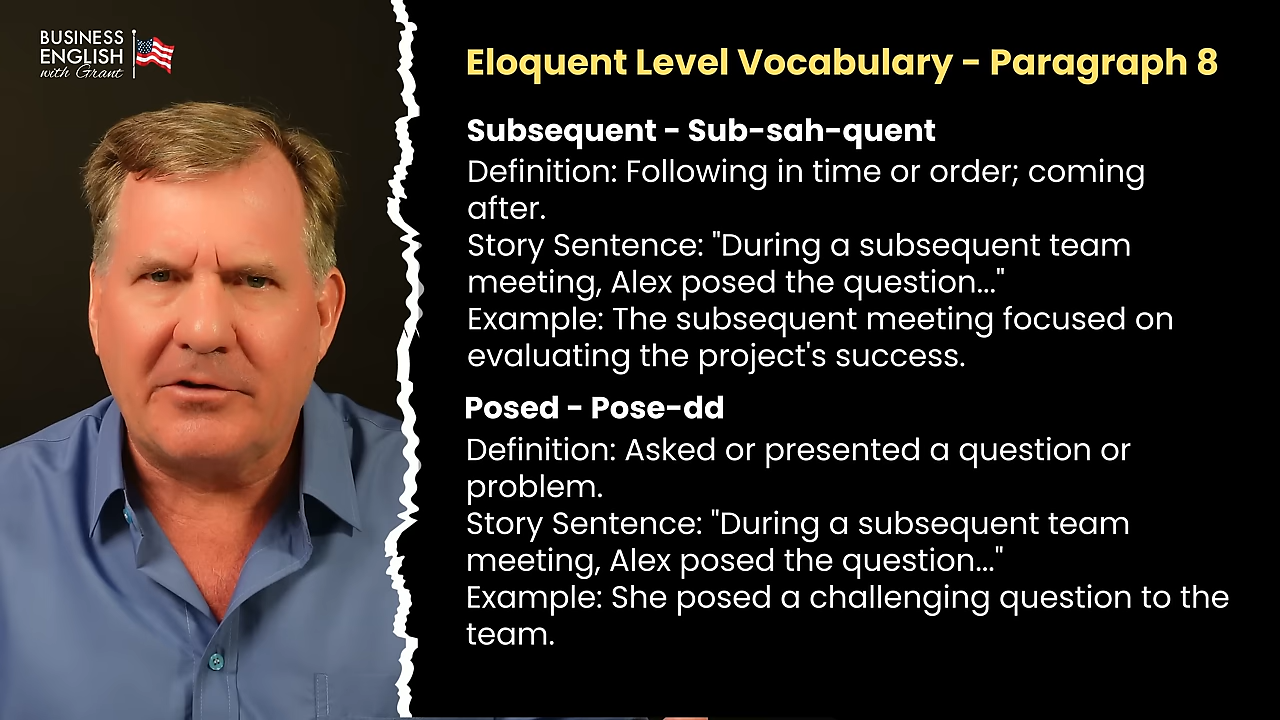 BUSINESS
ENGLISH
with Grant
Eloquent Level Vocabulary - Paragraph 8
Subsequent - Sub-sah-quent
Definition: Following in time or order; coming
after.
Story Sentence: "During a subsequent team
meeting, Alex posed the question..."
Example: The subsequent meeting focused on
evaluating the project's success.
Posed - Pose-dd
Definition: Asked or presented a question or
problem.
Story Sentence: "During a subsequent team
meeting, Alex posed the question..."
Example: She posed a challenging question to the
team.